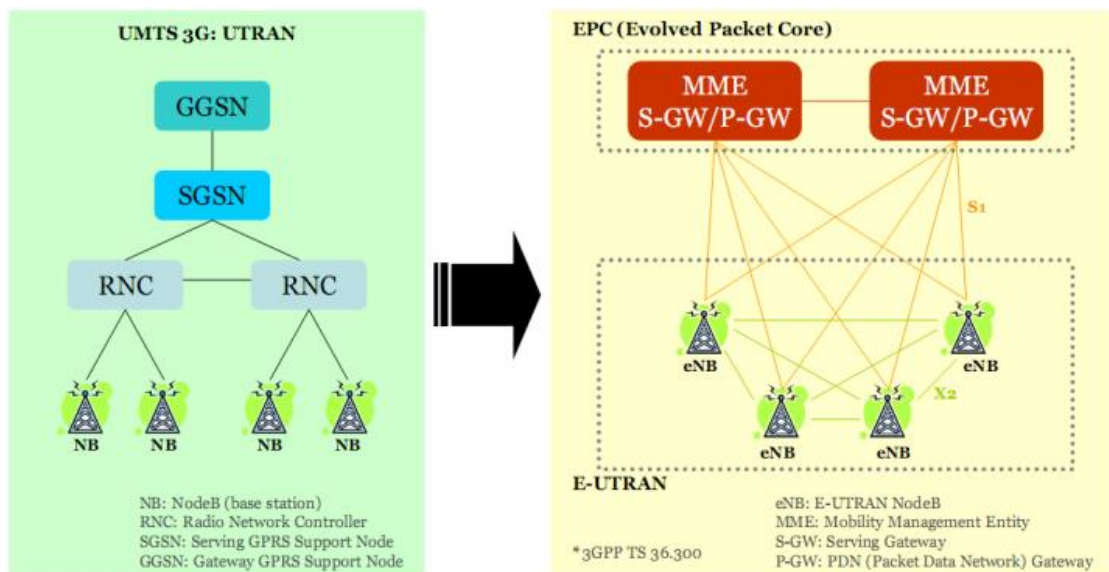 UMTS 3G: UTRAN
GGSN
SGSN
RNC
RNC
NB
NB
NB
NB
NB: NodeB (base station)
RNC: Radio Network Controller
SGSN: Serving GPRS Support Node
GGSN: Gateway GPRS Support Node
EPC (Evolved Packet Core)
MME
S-GW/P-GW
MME
S-GW/P-GW
S1
eNB
eNB
X2
eNB
eNB
E-UTRAN
*3GPP TS 36.300
eNB: E-UTRAN NodeB
MME: Mobility Management Entity
S-GW: Serving Gateway
P-GW: PDN (Packet Data Network) Gateway